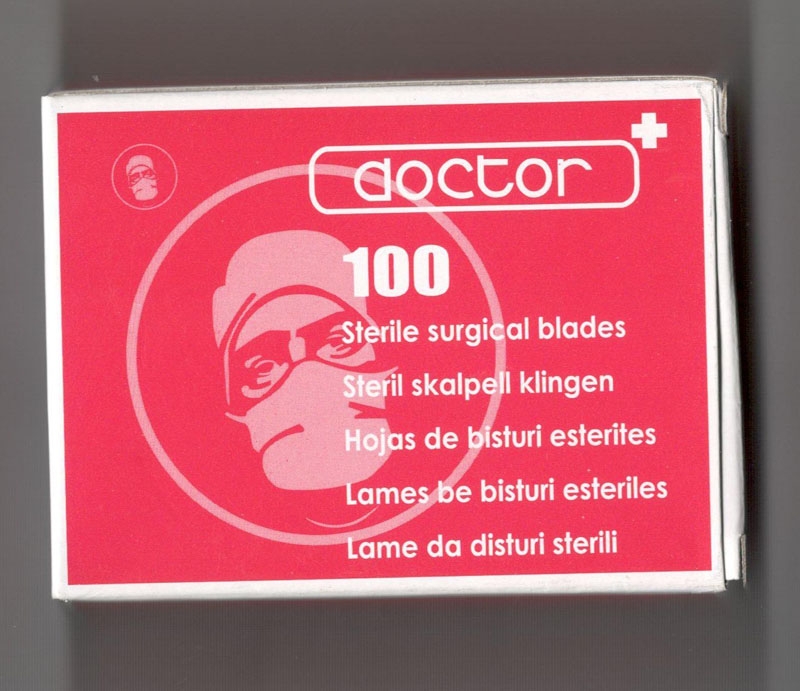 doctor
100
Sterile surgical blades
Steril skalpell klingen
Hojas de bisturi esterites
Lames be bisturi esteriles
Lame da disturi sterili